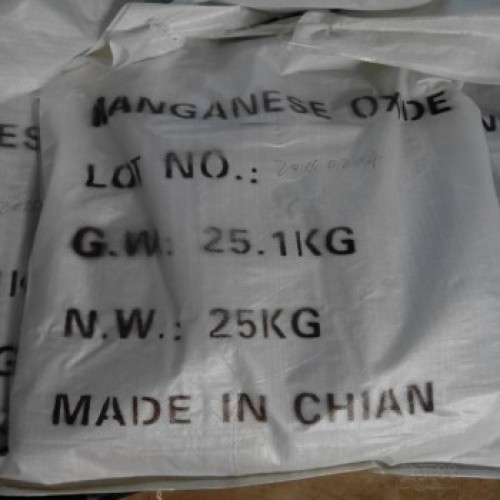 MANGANESE OXIDE
LOT NO.:
G.W.: 25.1KG
N.W.: 25KG
MADE IN CHIAN